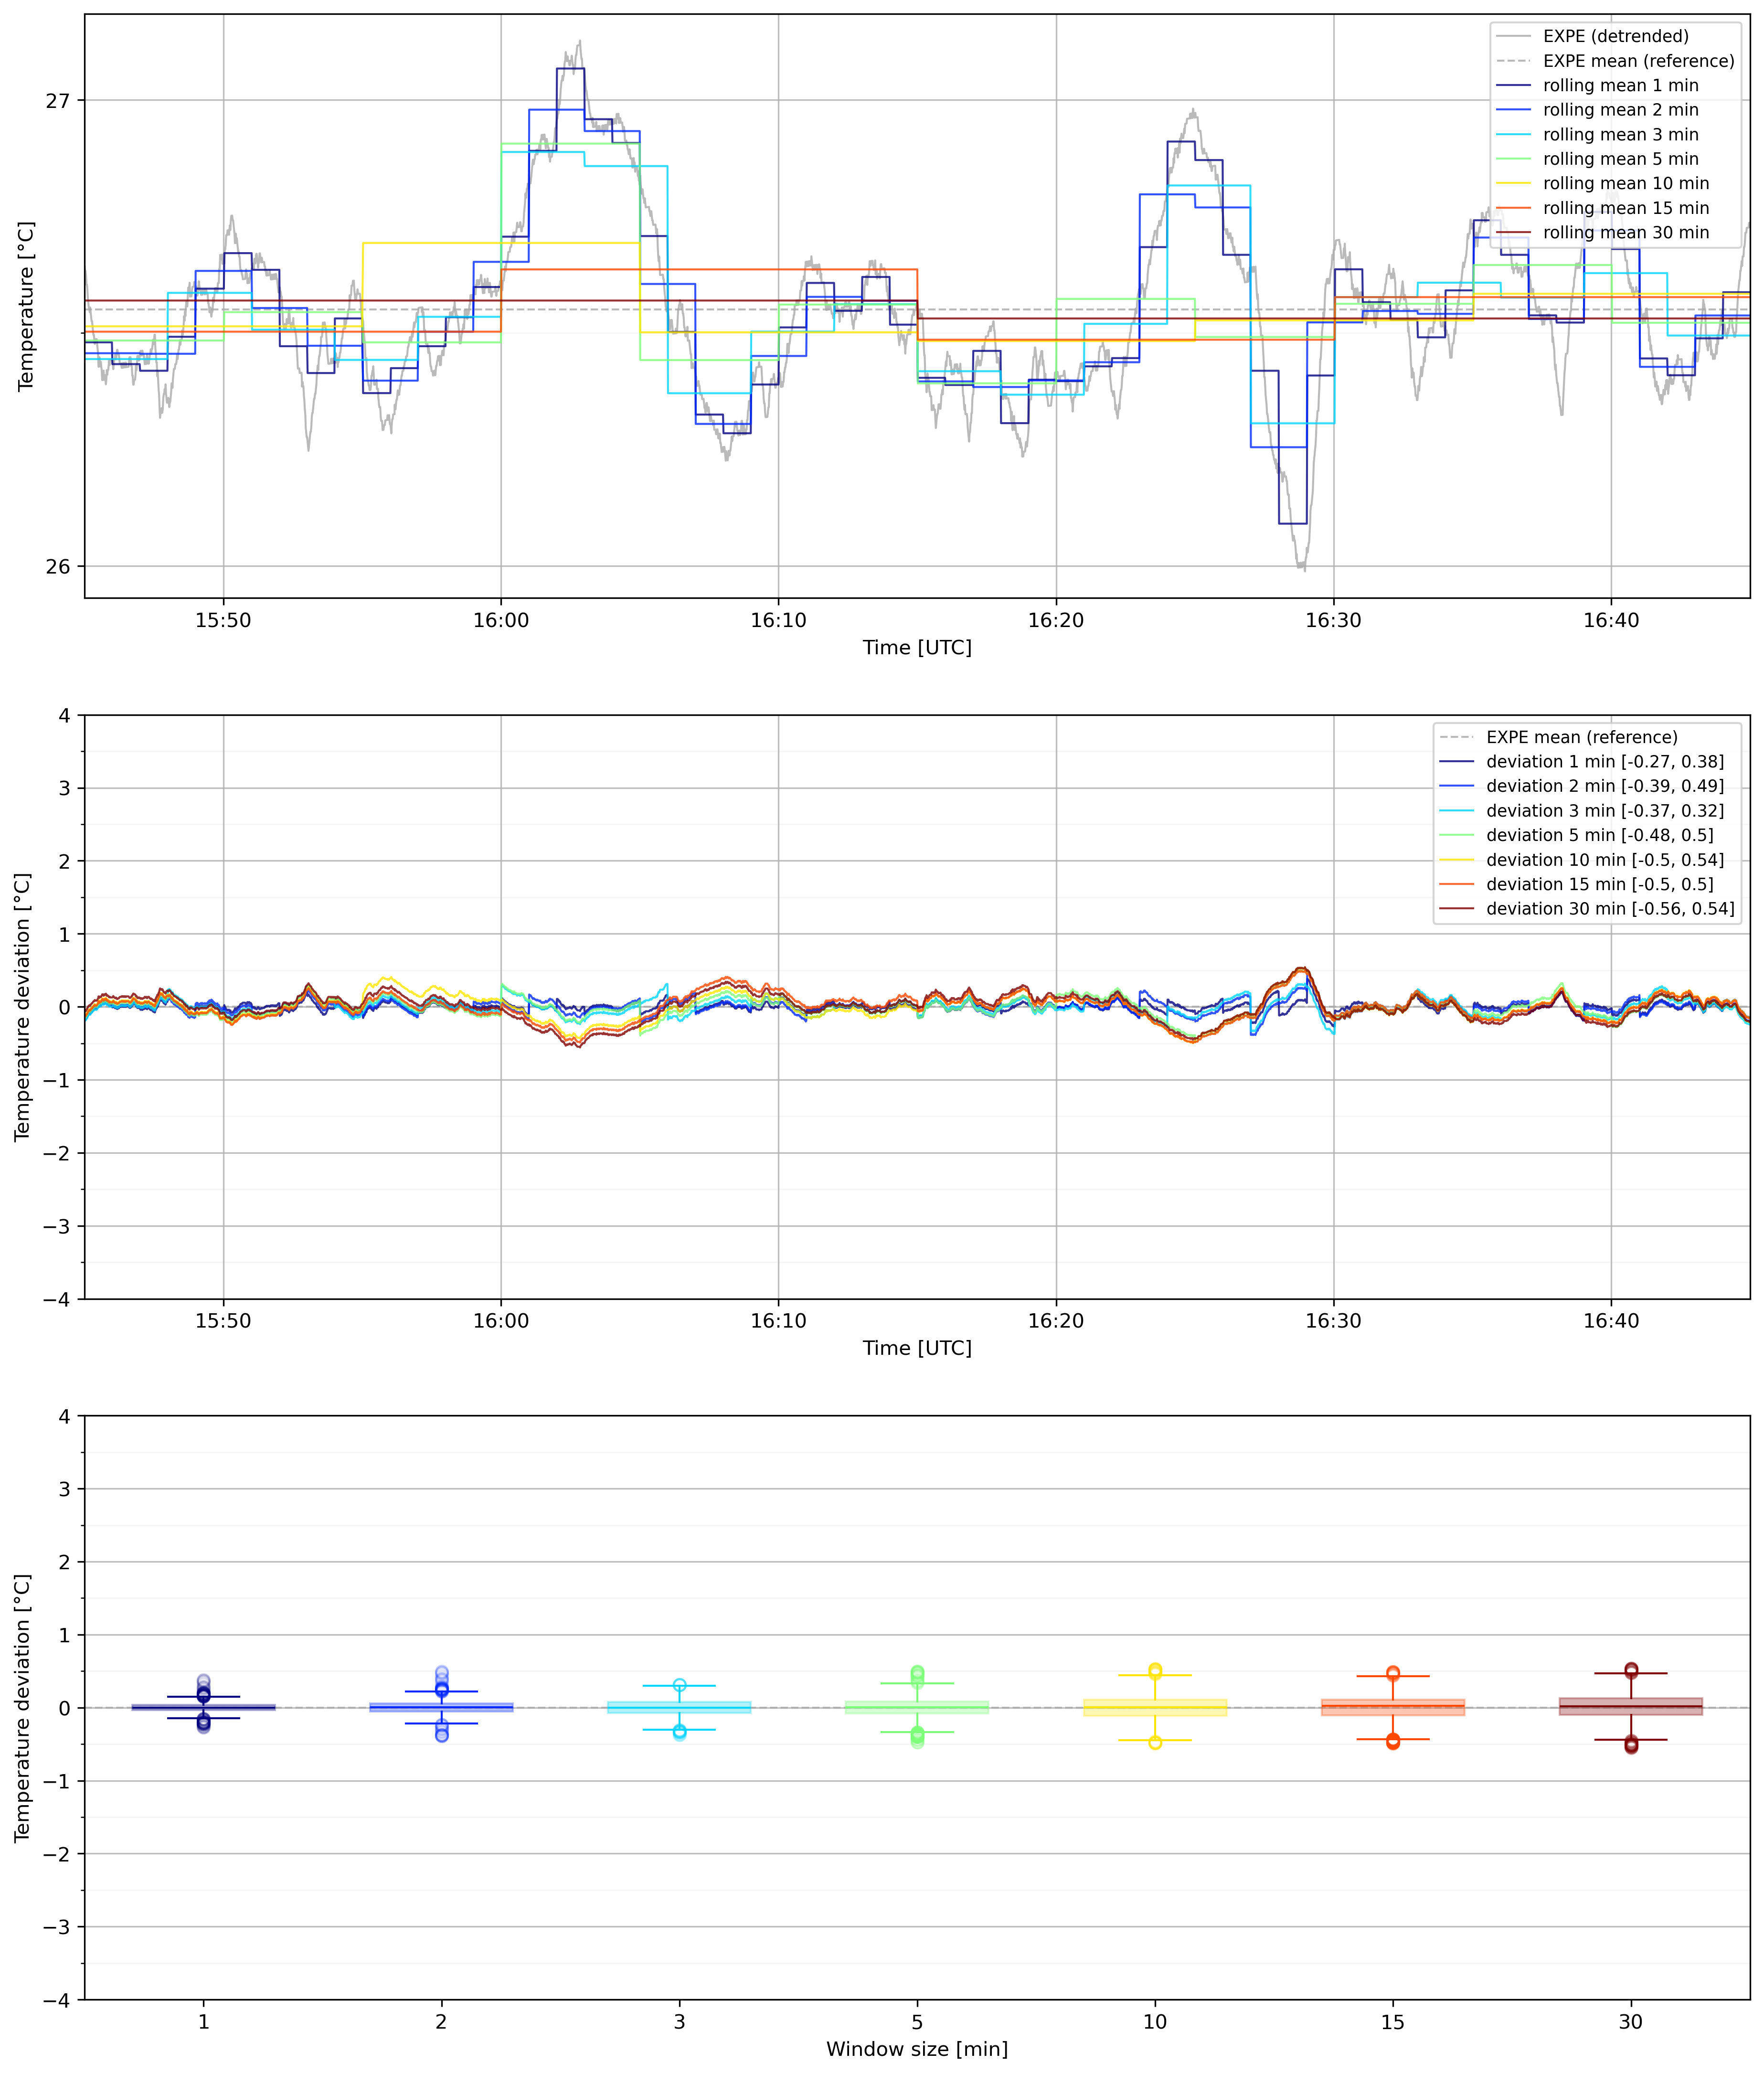 27
26
Temperature [°C]
EXPE (detrended)
EXPE mean (reference)
rolling mean 1 min
rolling mean 2 min
rolling mean 3 min
rolling mean 5 min
rolling mean 10 min
rolling mean 15 min
rolling mean 30 min
15:50 16:00 16:10 16:20 16:30 16:40
Time [UTC]
4
3
2
1
0
−1
−2
−3
−4
Temperature deviation [°C]
EXPE mean (reference)
deviation 1 min [-0.27, 0.38]
deviation 2 min [-0.39, 0.49]
deviation 3 min [-0.37, 0.32]
deviation 5 min [-0.48, 0.5]
deviation 10 min [-0.5, 0.54]
deviation 15 min [-0.5, 0.5]
deviation 30 min [-0.56, 0.54]
15:50 16:00 16:10 16:20 16:30 16:40
Time [UTC]
4
3
2
1
0
−1
−2
−3
−4
Temperature deviation [°C]
1 2 3 5 10 15 30
Window size [min]